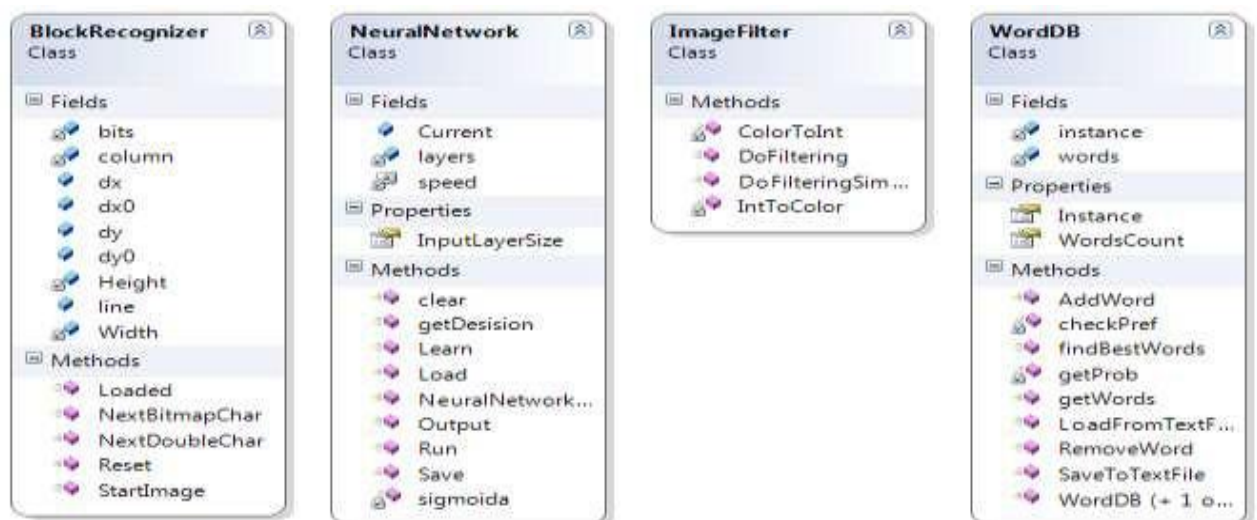 BlockRecognizer
Class
Fields
bits
column
dx
dx0
dy
dy0
Height
line
Width
Methods
Loaded
NextBitmapChar
NextDoubleChar
Reset
StartImage
NeuralNetwork
Class
Fields
Current
layers
speed
Properties
InputLayerSize
Methods
clear
getDesision
Learn
Load
NeuralNetwork...
Output
Run
Save
sigmoida
ImageFilter
Class
Methods
ColorToInt
DoFiltering
DoFilteringSim...
IntToColor
WordDB
Class
Fields
instance
words
Properties
Instance
WordsCount
Methods
AddWord
checkPref
findBestWords
getProb
getWords
LoadFromTextF...
RemoveWord
SaveToTextFile
WordDB (+ 1 o...